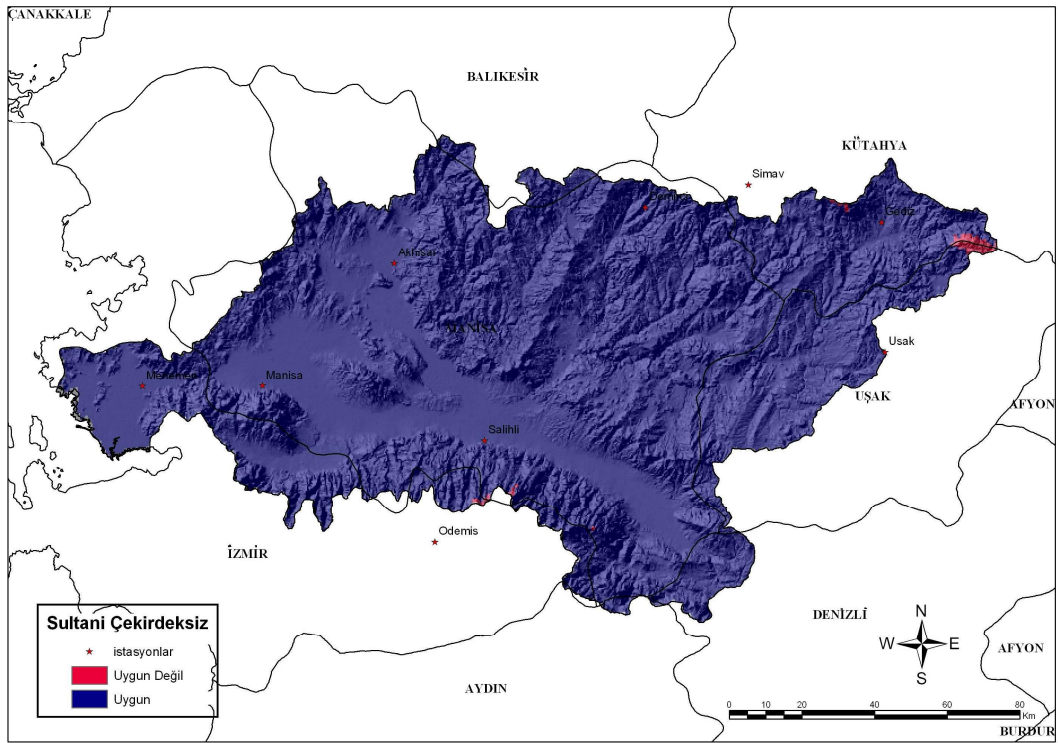 ÇANAKKALE
BALIKESİR
KÜTAHYA
Simav
Gediz
Akhisar
MANİSA
Usak
Menemen
Manisa
UŞAK
AFYON
Salihli
Odemis
İZMİR
DENİZLİ
Sultani Çekirdeksiz
istasyonlar
Uygun Değil
Uygun
N
W
E
S
AFYON
AYDIN
0 10 20 40 60 80
Km
BURDUR